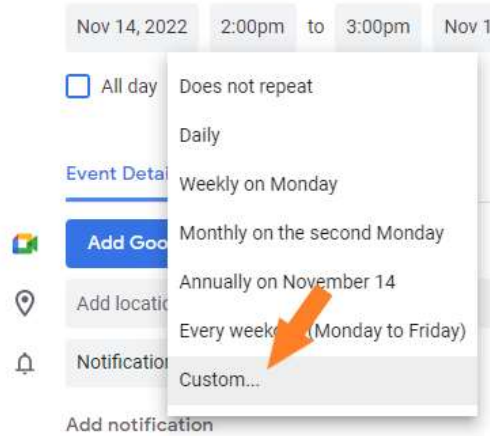 Nov 14, 2022 2:00pm to 3:00pm Nov 1
All day
Does not repeat
Daily
Event Detai
Weekly on Monday
Add Goo
Monthly on the second Monday
Annually on November 14
Add locatio
Every (Monday to Friday)
Notification
Custom...
Add notification